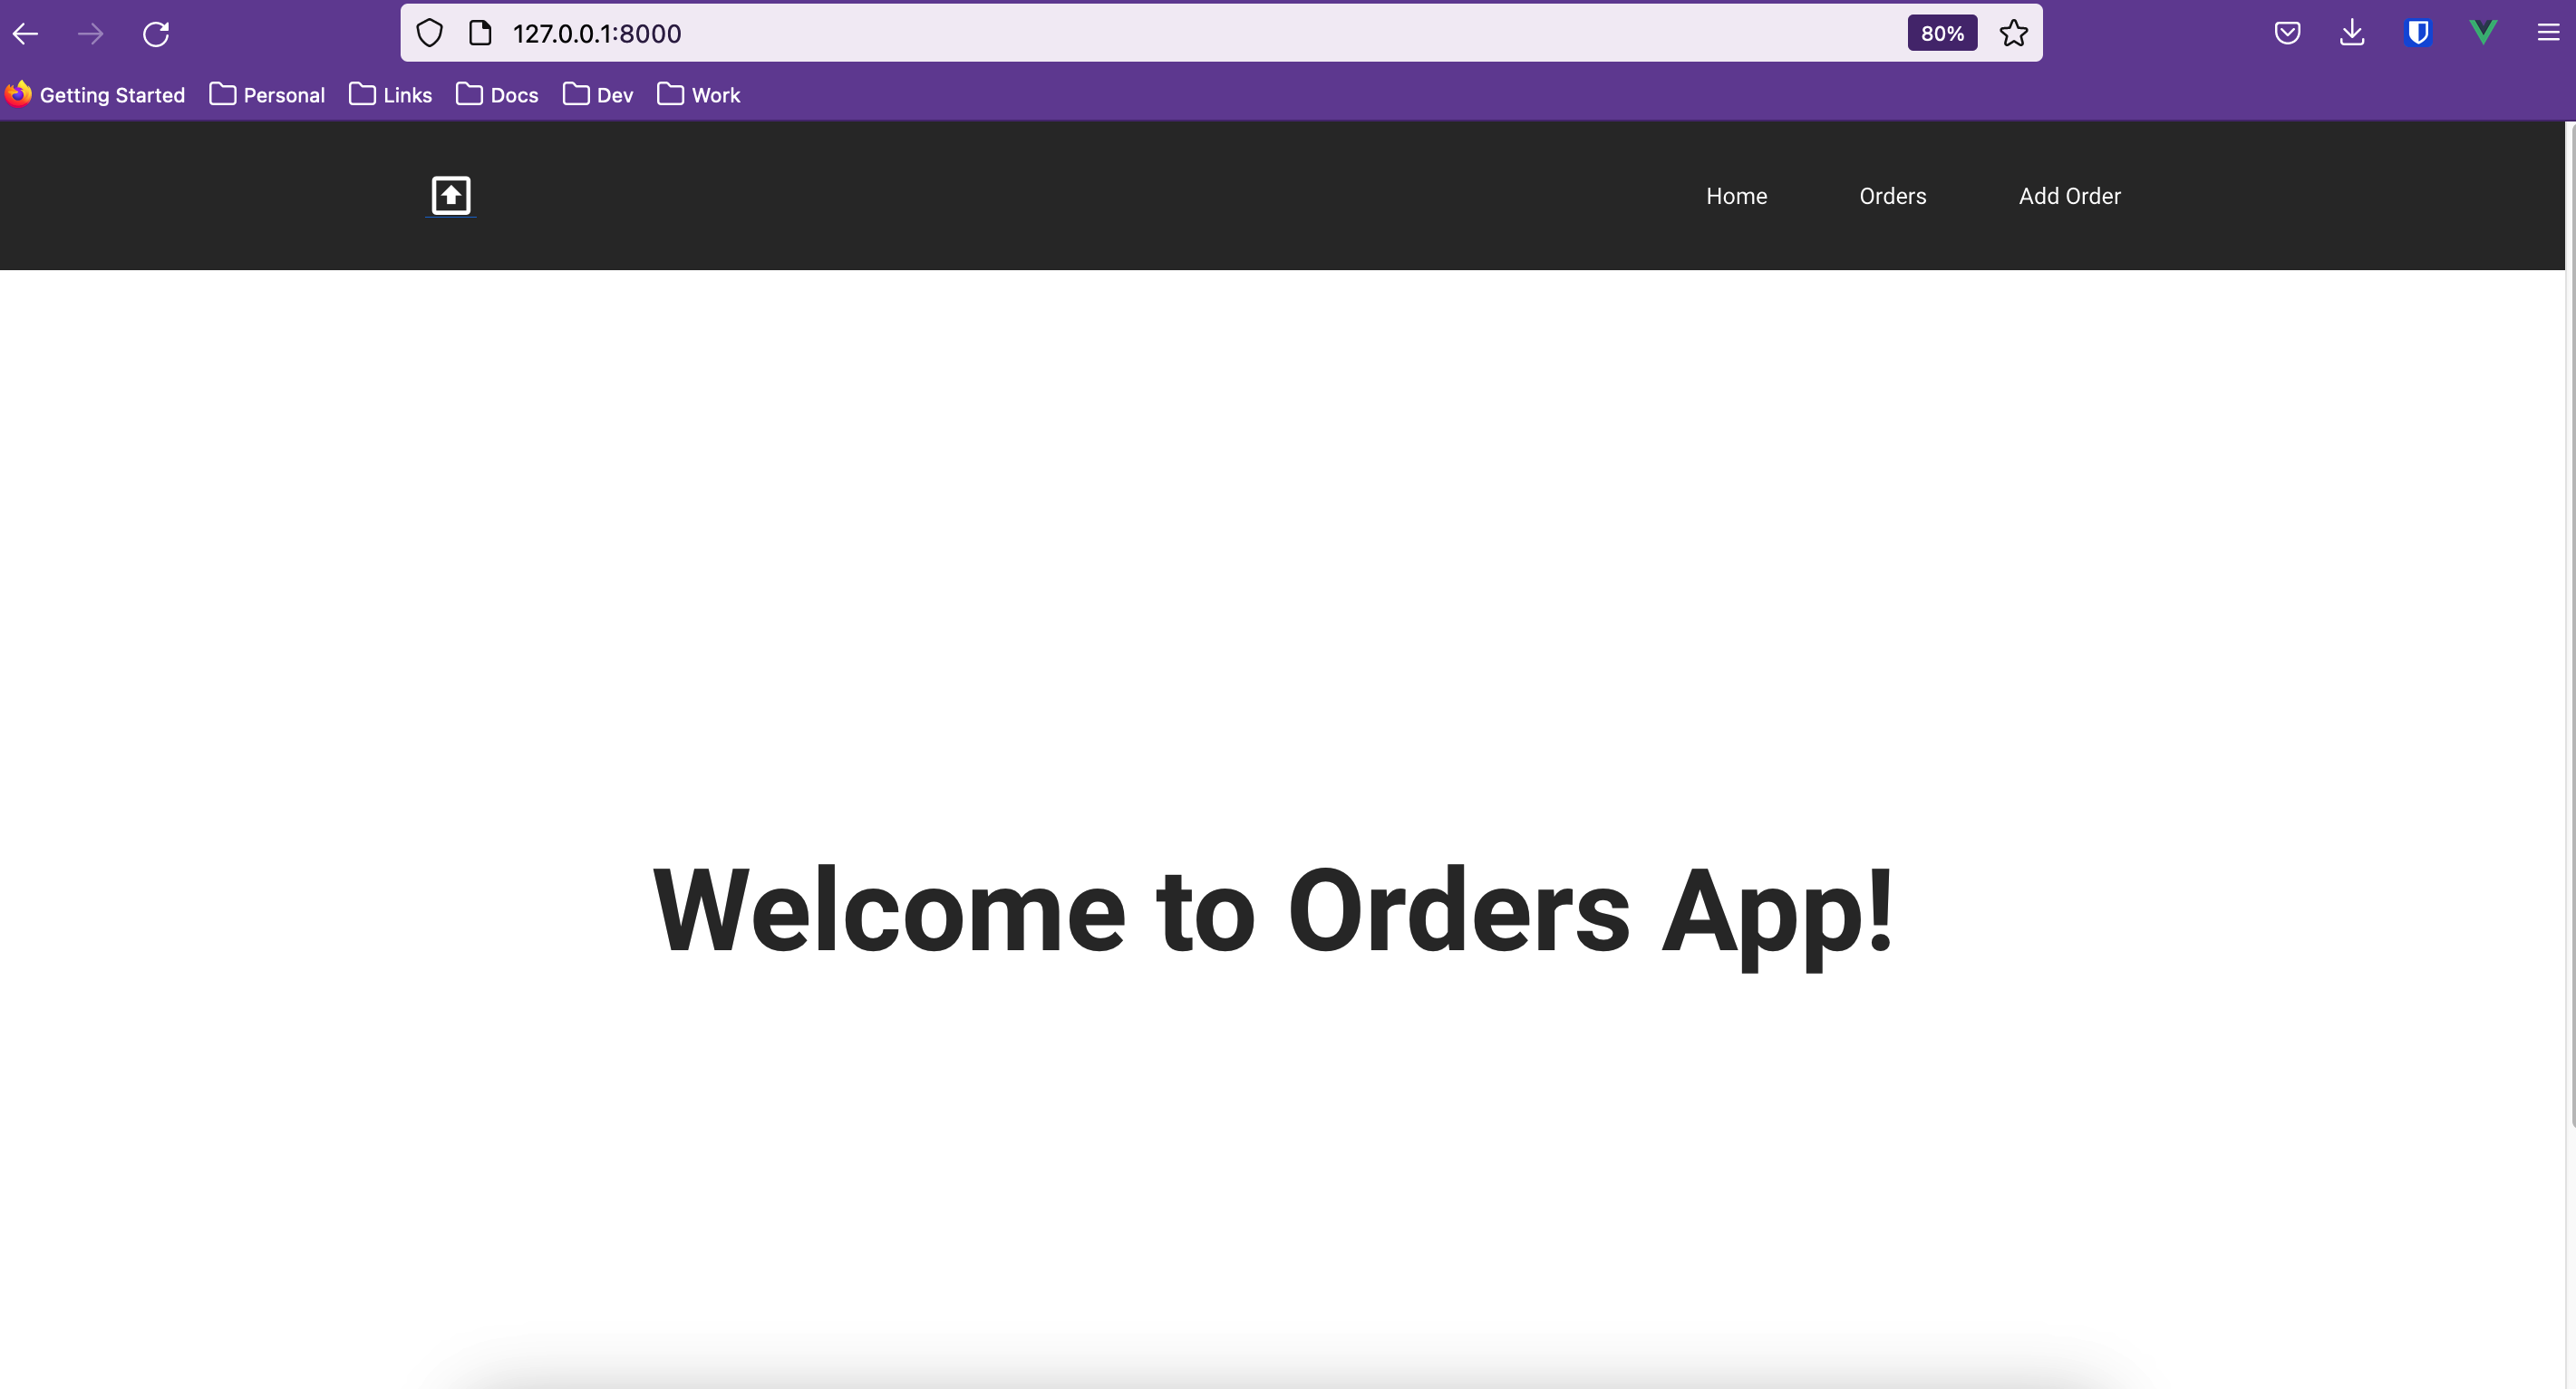 127.0.0.1:8000 80%
Getting Started Personal Links Docs Dev Work
Home Orders Add Order
Welcome to Orders App!